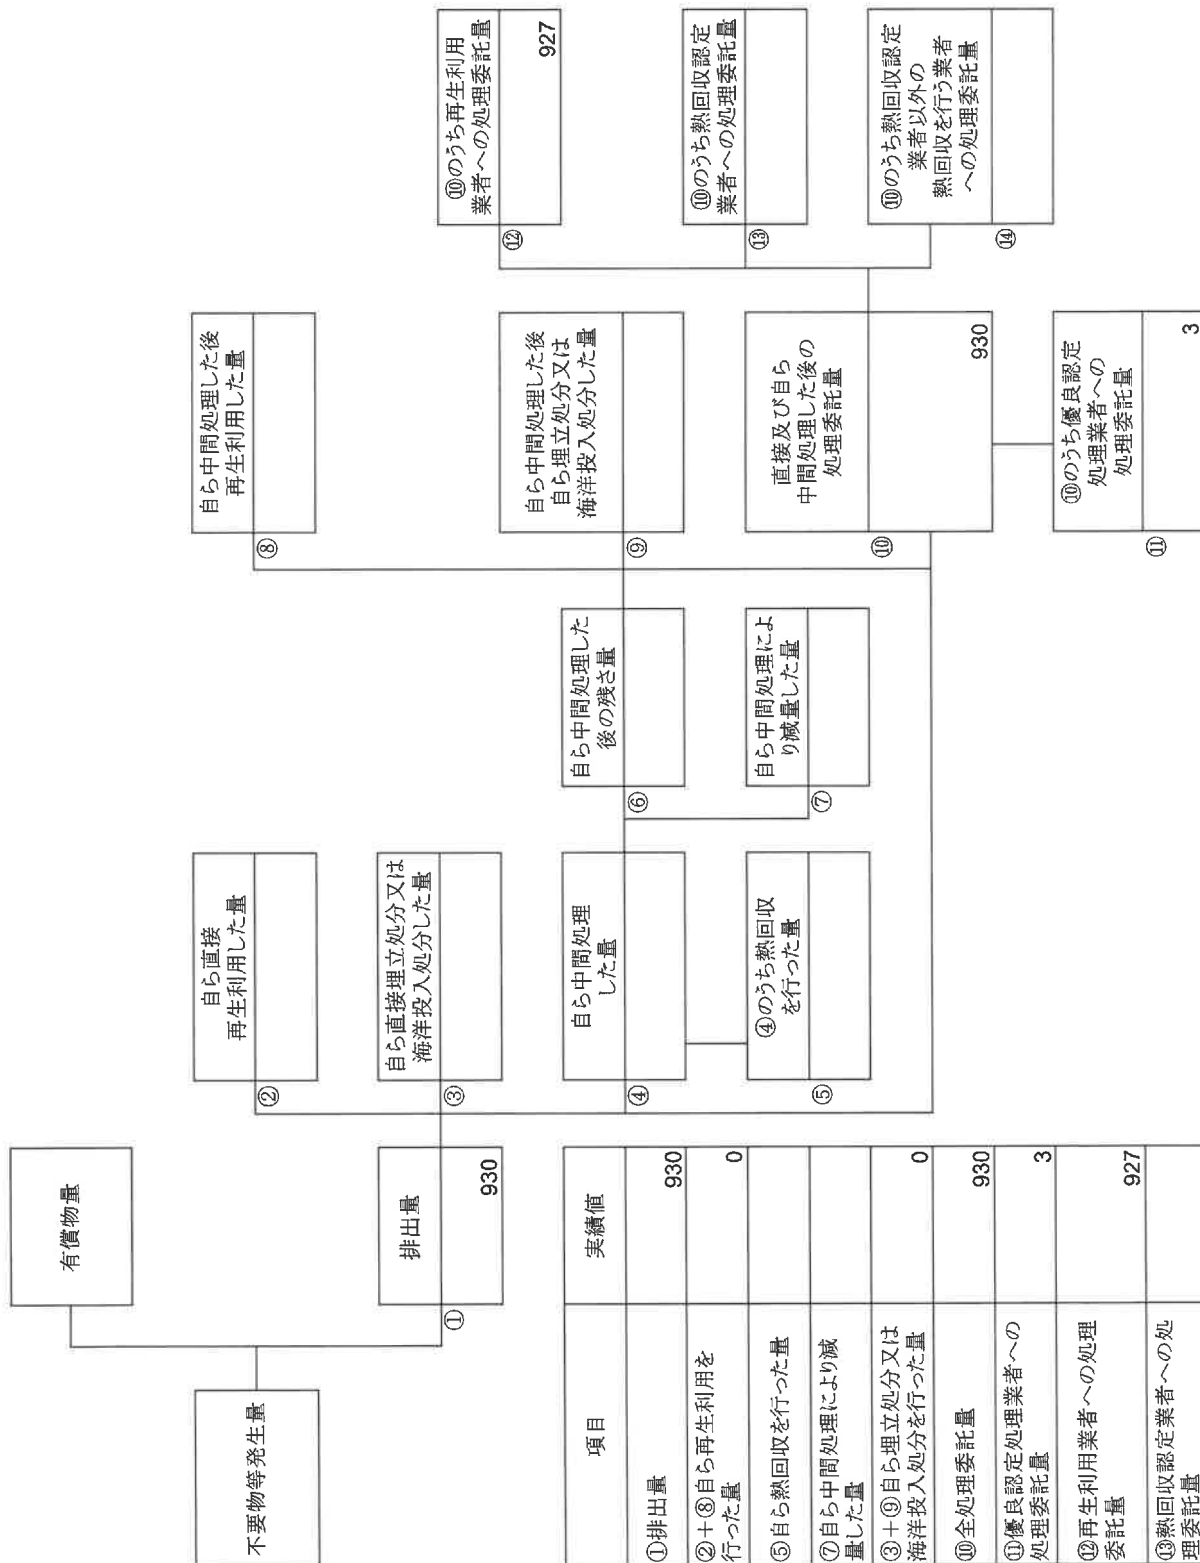 不要物等発生量
有償物量
①
排出量
930
②
自ら直接
再生利用した量
③
自ら直接埋立処分又は
海洋投入処分した量
④
自ら中間処理
した量
⑤
④のうち熱回収
を行った量
⑥
自ら中間処理した
後の残さ量
⑦
自ら中間処理によ
り減量した量
⑧
自ら中間処理した後
再生利用した量
⑨
自ら中間処理した後
自ら埋立処分又は
海洋投入処分した量
⑩
直接及び自ら
中間処理した後の
処理委託量
930
⑪
⑩のうち優良認定
処理業者への
処理委託量
3
⑫
⑩のうち再生利用
業者への処理委託量
927
⑬
⑩のうち熱回収認定
業者への処理委託量
⑭
⑩のうち熱回収認定
業者以外の
熱回収を行う業者
への処理委託量
項目
実績値
①排出量
930
②+⑧自ら再生利用を
行った量
0
⑤自ら熱回収を行った量
⑦自ら中間処理により減
量した量
③+⑨自ら埋立処分又は
海洋投入処分を行った量
0
⑩全処理委託量
930
⑪優良認定処理業者への
処理委託量
3
⑫再生利用業者への処理
委託量
927
⑬熱回収認定業者への処
理委託量